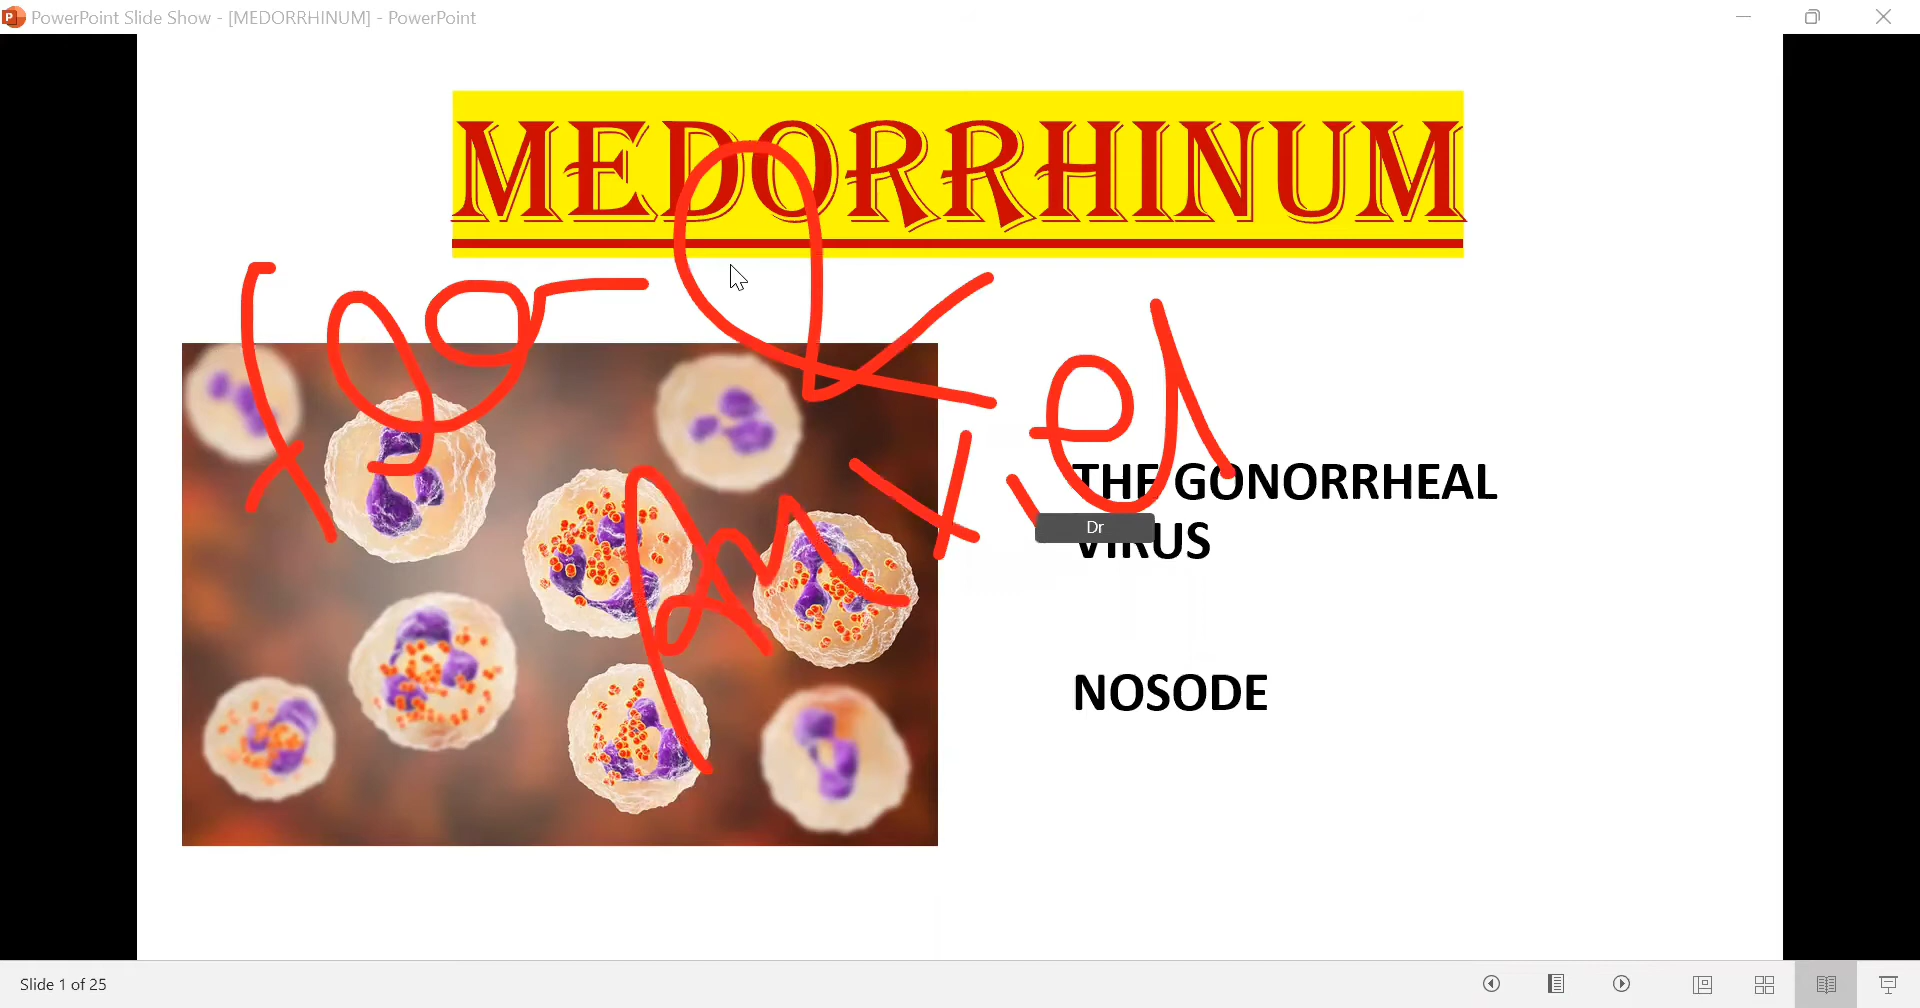 PowerPoint Slide Show - [MEDORRHINUM] - PowerPoint
MEDORRHINUM
THE GONORRHEAL
VIRUS
Dr
NOSODE
Slide 1 of 25